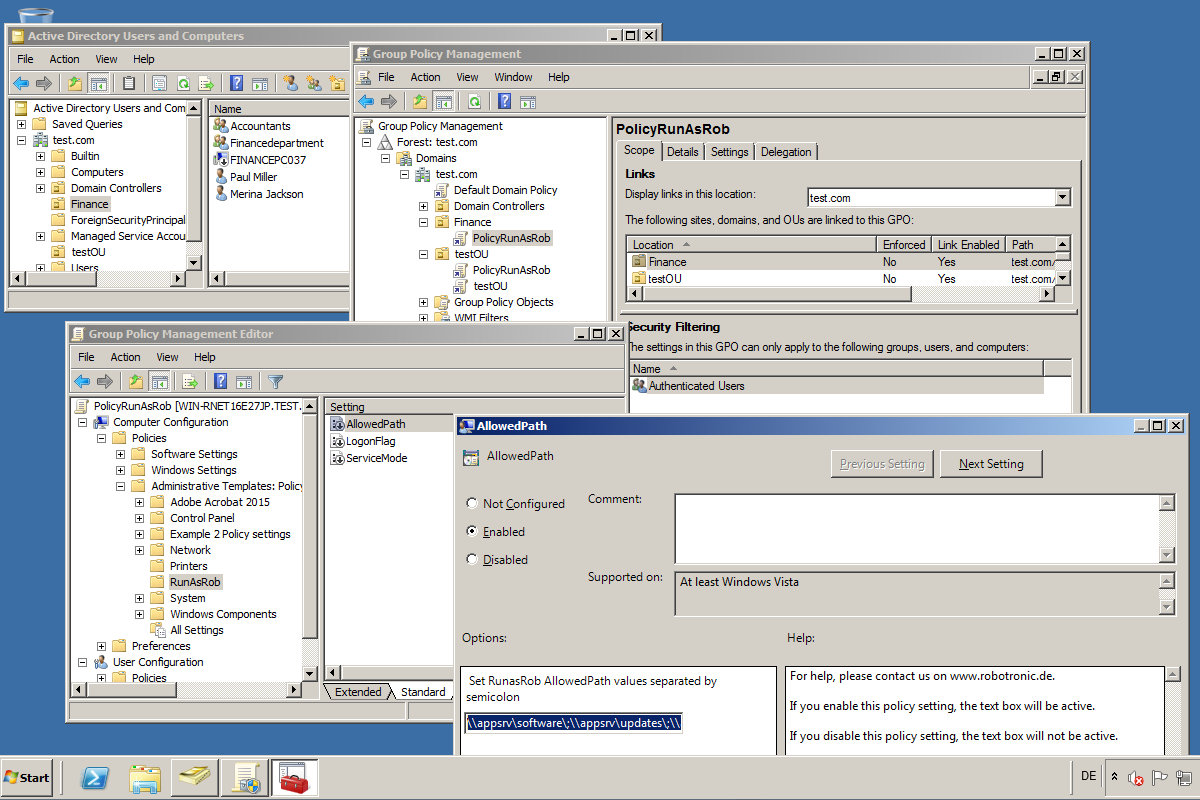 Active Directory Users and Computers
File Action View Help
Active Directory Users and Com
Saved Queries
test.com
Builtin
Computers
Domain Controllers
Finance
ForeignSecurityPrincipal
Managed Service Accou
testOU
Users
Name
Accountants
Financedepartment
FINANCEPC037
Paul Miller
Merina Jackson
Group Policy Management
File Action View Window Help
Group Policy Management
Forest: test.com
Domains
test.com
Default Domain Policy
Domain Controllers
Finance
PolicyRunAsRob
testOU
PolicyRunAsRob
testOU
Group Policy Objects
WMI Filters
PolicyRunAsRob
Scope Details Settings Delegation
Links
Display links in this location: test.com
The following sites, domains, and OUs are linked to this GPO:
Location Enforced Link Enabled Path
Finance No Yes test.com/
testOU No Yes test.com/
Security Filtering
The settings in this GPO can only apply to the following groups, users, and computers:
Name
Authenticated Users
Group Policy Management Editor
File Action View Help
PolicyRunAsRob [WIN-RNET16E27JP.TEST.
Computer Configuration
Policies
Software Settings
Windows Settings
Administrative Templates: Policy
Adobe Acrobat 2015
Control Panel
Example 2 Policy settings
Network
Printers
RunAsRob
System
Windows Components
All Settings
Preferences
User Configuration
Policies
Setting
AllowedPath
LogonFlag
ServiceMode
Extended Standard
AllowedPath
AllowedPath
Previous Setting Next Setting
Not Configured
Enabled
Disabled
Comment:
Supported on: At least Windows Vista
Options:
Set RunasRob AllowedPath values separated by
semicolon
\\appsrv\software\;\\appsrv\updates\;\\
Help:
For help, please contact us on www.robotronic.de.
If you enable this policy setting, the text box will be active.
If you disable this policy setting, the text box will not be active.
Start
DE